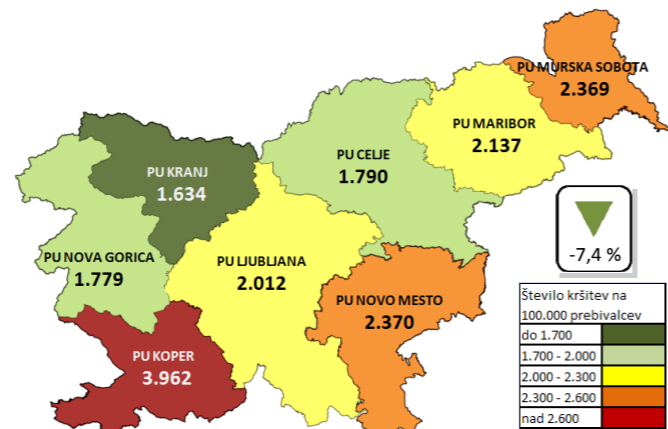 PU MURSKA SOBOTA
2.369
PU MARIBOR
2.137
PU CELJE
1.790
PU KRANJ
1.634
PU NOVA GORICA
1.779
PU LJUBLJANA
2.012
PU NOVO MESTO
2.370
PU KOPER
3.962
-7,4 %
Število kršitev na
100.000 prebivalcev
do 1.700
1.700 - 2.000
2.000 - 2.300
2.300 - 2.600
nad 2.600